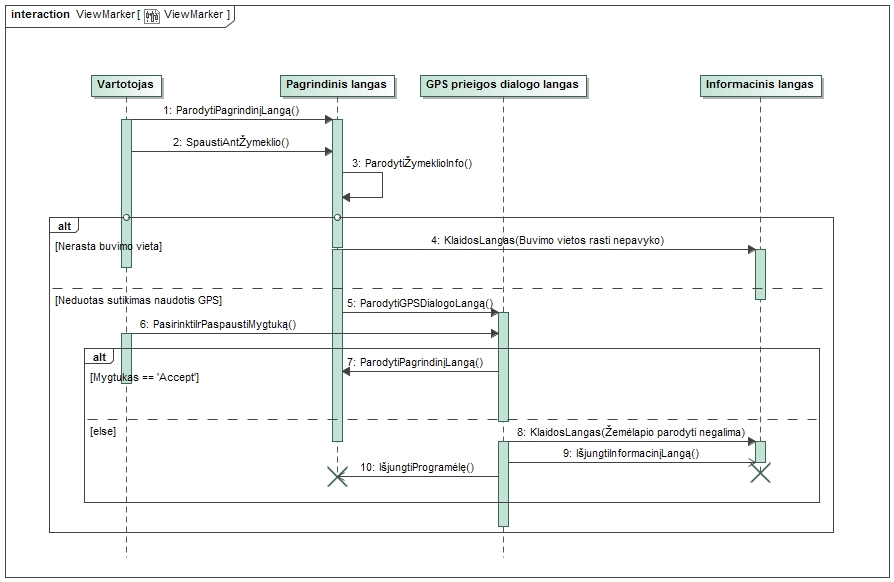 interaction ViewMarker [ ViewMarker ]
Vartotojas
Pagrindinis langas
GPS prieigos dialogo langas
Informacinis langas
1: ParodytiPagrindinįLangą()
2: SpaustiAntŽymeklio()
3: ParodytiŽymeklioInfo()
alt
[Nerasta buvimo vieta]
4: KlaidosLangas(Buvimo vietos rasti nepavyko)
[Neduotas sutikimas naudotis GPS]
5: ParodytiGPSDialogoLangą()
6: PasirinktiIrPaspaustiMygtuką()
alt
7: ParodytiPagrindinįLangą()
[Mygtukas == 'Accept']
[else]
8: KlaidosLangas(Žemėlapio parodyti negalima)
9: IšjungtiInformacinįLangą()
10: IšjungtiProgramėlę()